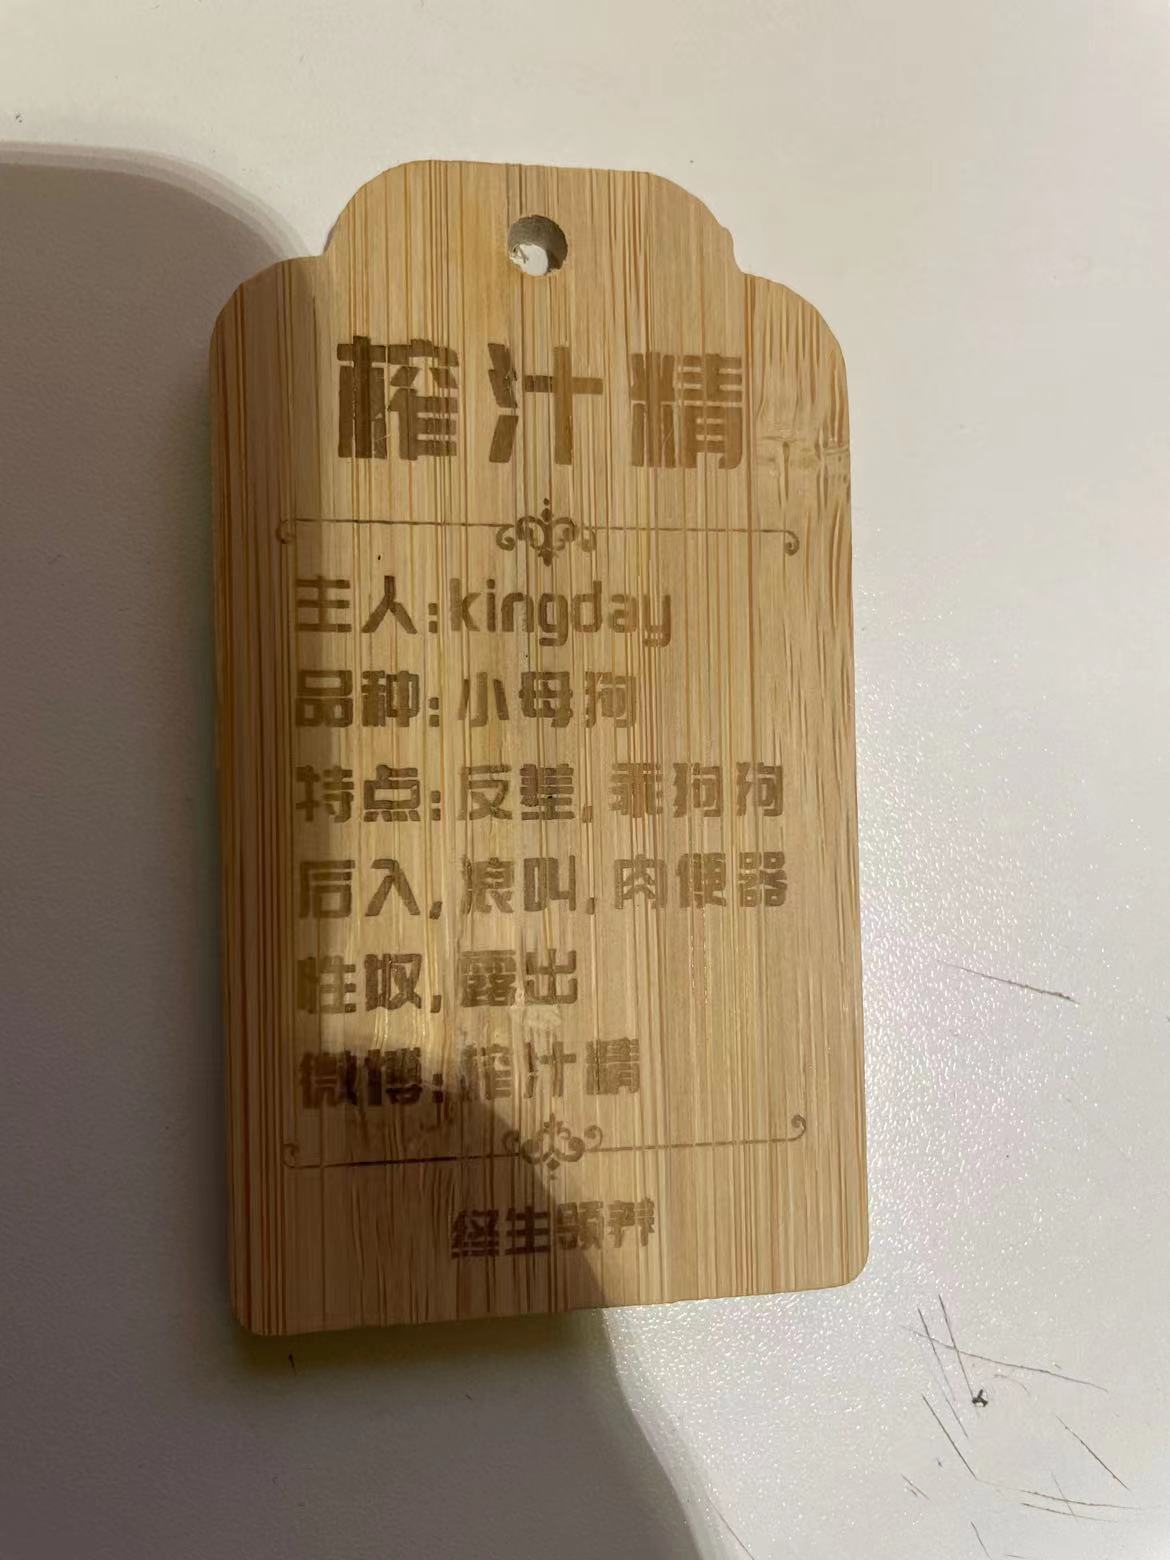 榨汁精
主人:kingday
品种:小母狗
特点:反差,乖狗狗
后入,浪叫,肉便器
性奴,露出
微博:榨汁精
终生领养